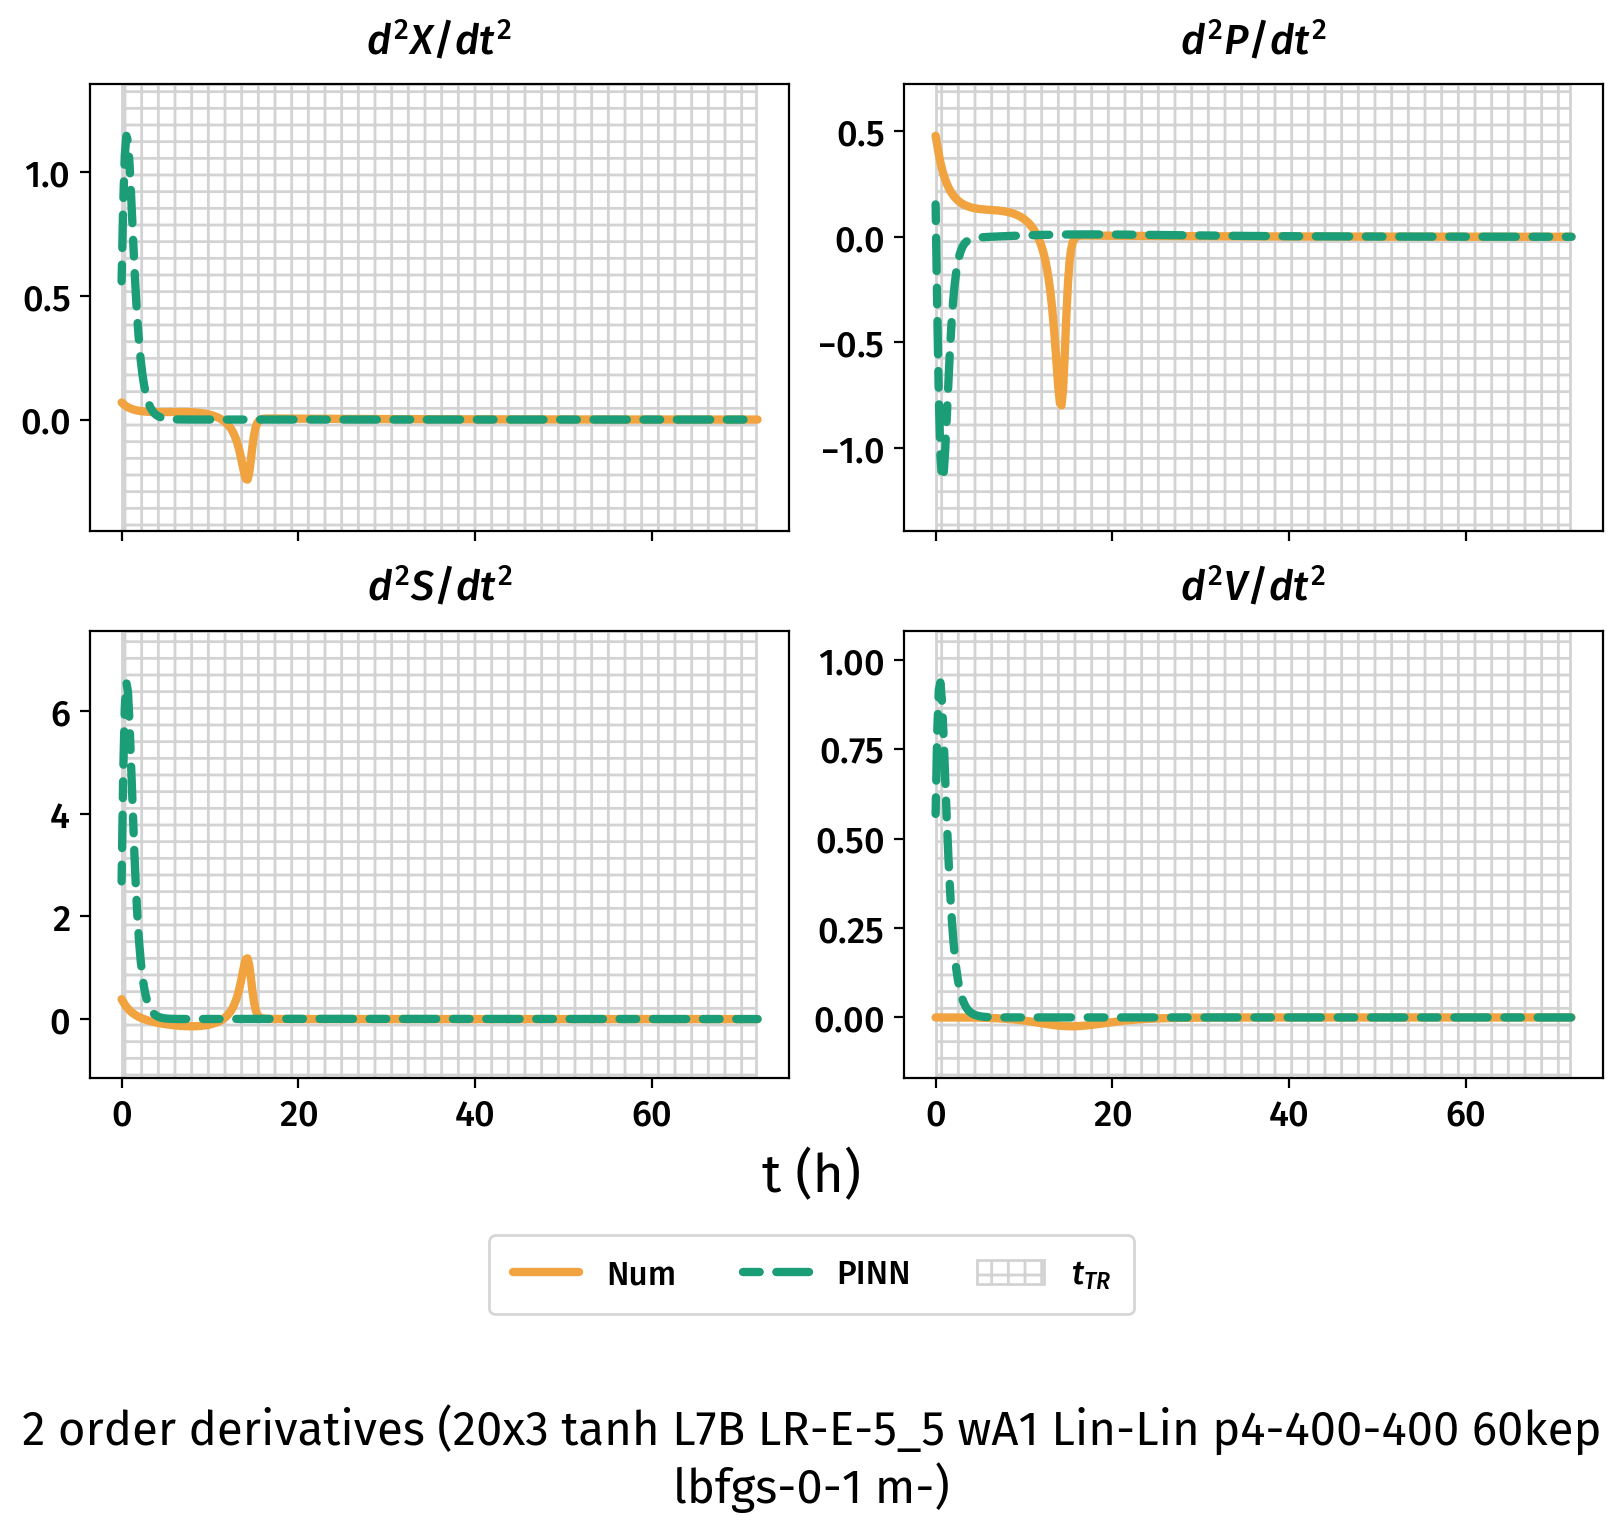 d²X/dt²
d²P/dt²
1.0
0.5
0.0
0.5
0.0
−0.5
−1.0
d²S/dt²
d²V/dt²
6
4
2
0
1.00
0.75
0.50
0.25
0.00
0 20 40 60
0 20 40 60
t (h)
Num PINN t_TR
2 order derivatives (20x3 tanh L7B LR-E-5_5 wA1 Lin-Lin p4-400-400 60kep
lbfgs-0-1 m-)